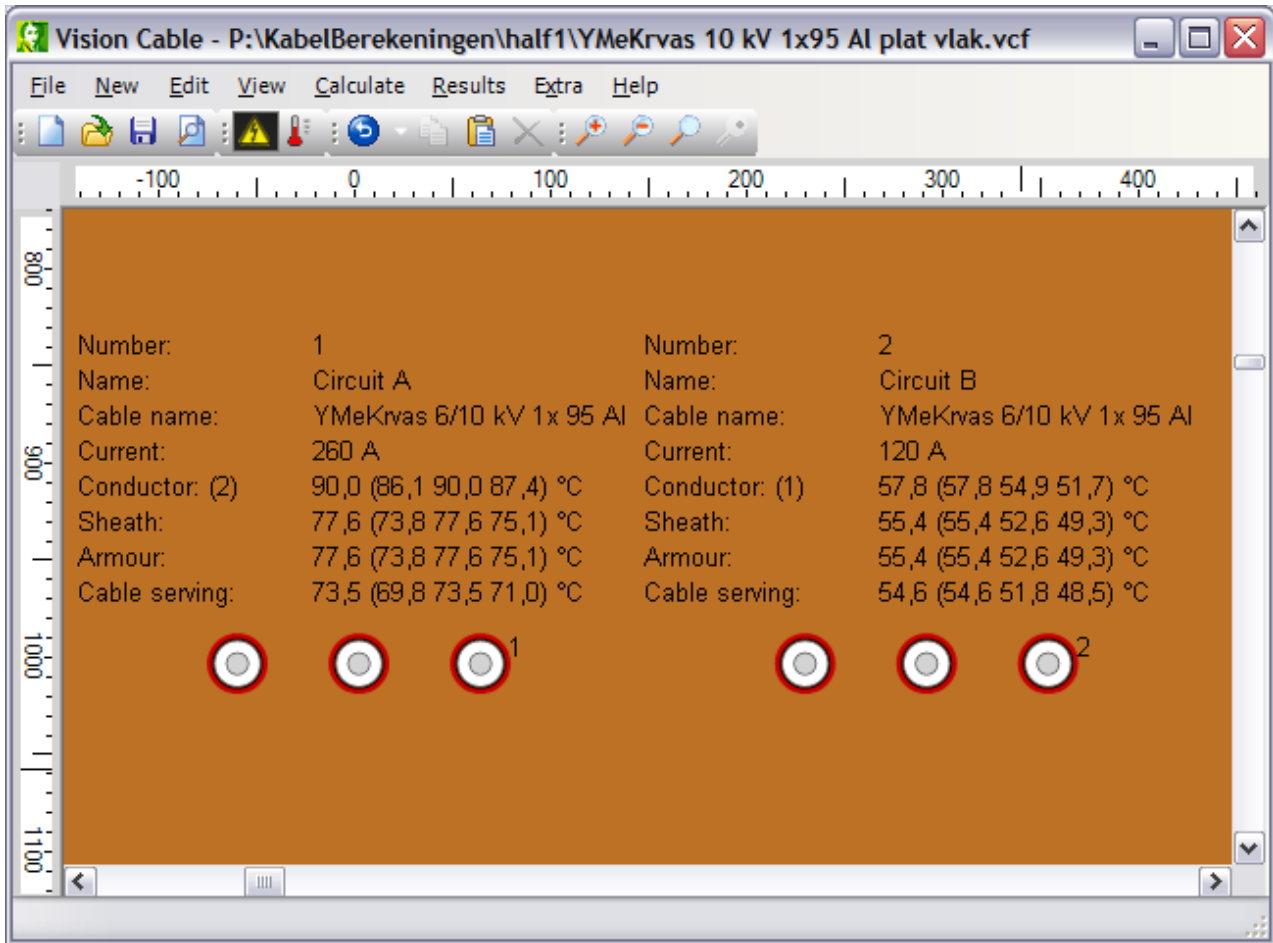 Vision Cable - P:\KabelBerekeningen\half1\YMeKrvas 10 kV 1x95 Al plat vlak.vcf
File New Edit View Calculate Results Extra Help
-100 0 100 200 300 400
800
900
1000
1100
Number: 1 Number: 2
Name: Circuit A Name: Circuit B
Cable name: YMeKrvas 6/10 kV 1x 95 Al Cable name: YMeKrvas 6/10 kV 1x 95 Al
Current: 260 A Current: 120 A
Conductor: (2) 90,0 (86,1 90,0 87,4) °C Conductor: (1) 57,8 (57,8 54,9 51,7) °C
Sheath: 77,6 (73,8 77,6 75,1) °C Sheath: 55,4 (55,4 52,6 49,3) °C
Armour: 77,6 (73,8 77,6 75,1) °C Armour: 55,4 (55,4 52,6 49,3) °C
Cable serving: 73,5 (69,8 73,5 71,0) °C Cable serving: 54,6 (54,6 51,8 48,5) °C
1 2